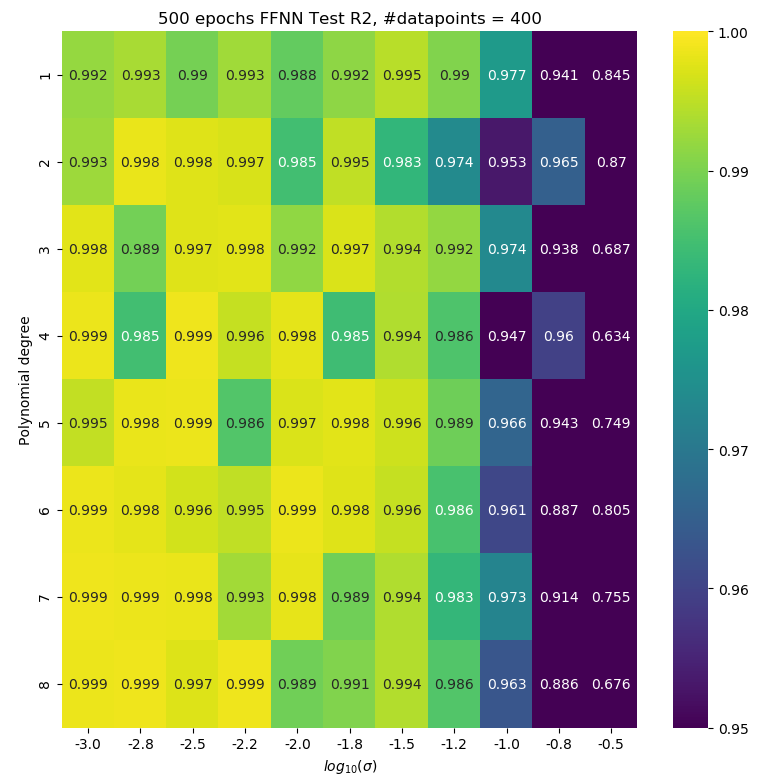 500 epochs FFNN Test R2, #datapoints = 400
1 0.992 0.993 0.99 0.993 0.988 0.992 0.995 0.99 0.977 0.941 0.845
2 0.993 0.998 0.998 0.997 0.985 0.995 0.983 0.974 0.953 0.965 0.87
3 0.998 0.989 0.997 0.998 0.992 0.997 0.994 0.992 0.974 0.938 0.687
4 0.999 0.985 0.999 0.996 0.998 0.985 0.994 0.986 0.947 0.96 0.634
5 0.995 0.998 0.999 0.986 0.997 0.998 0.996 0.989 0.966 0.943 0.749
6 0.999 0.998 0.996 0.995 0.999 0.998 0.996 0.986 0.961 0.887 0.805
7 0.999 0.999 0.998 0.993 0.998 0.989 0.994 0.983 0.973 0.914 0.755
8 0.999 0.999 0.997 0.999 0.989 0.991 0.994 0.986 0.963 0.886 0.676
-3.0 -2.8 -2.5 -2.2 -2.0 -1.8 -1.5 -1.2 -1.0 -0.8 -0.5
log₁₀(σ)
Polynomial degree
1.00
0.99
0.98
0.97
0.96
0.95